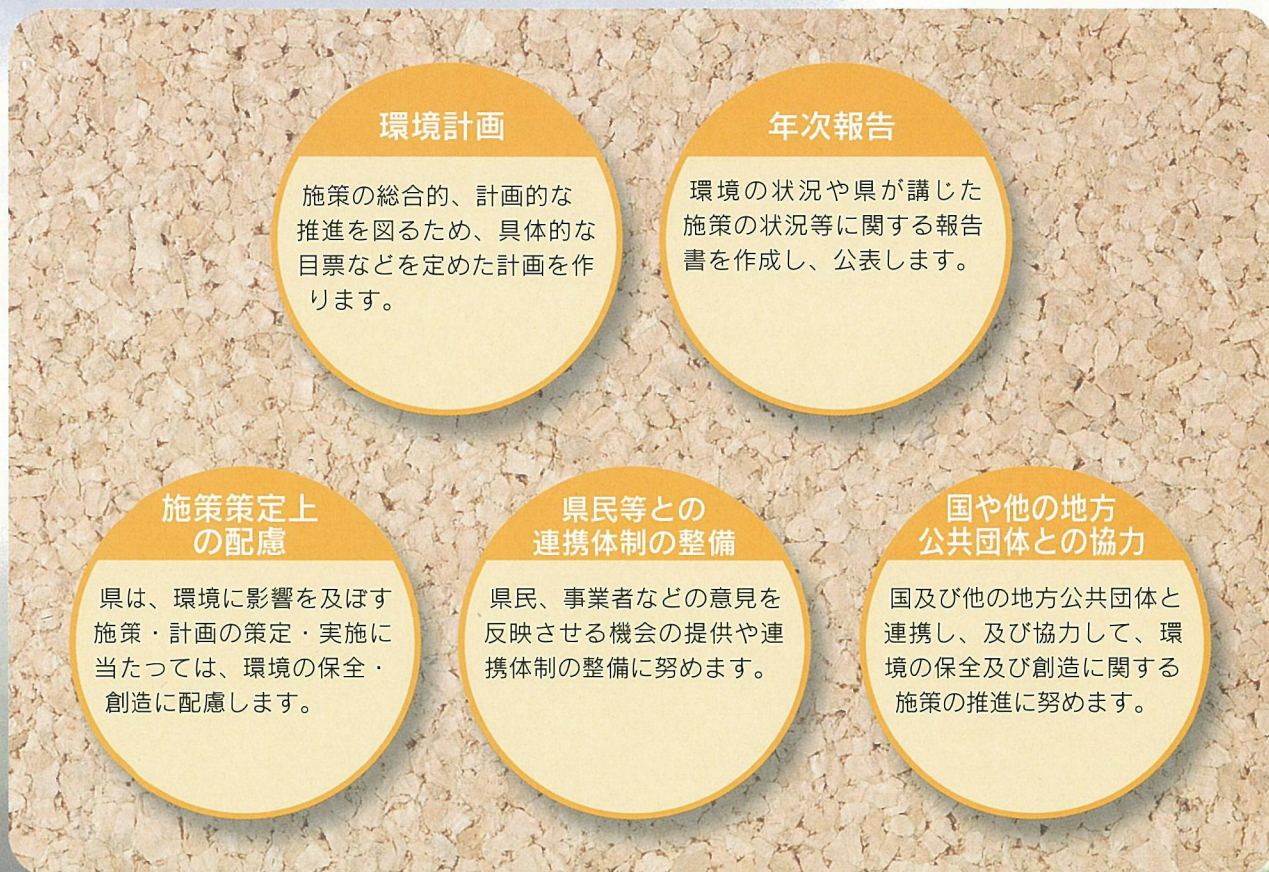 環境計画
施策の総合的、計画的な
推進を図るため、具体的な
目票などを定めた計画を作
ります。
年次報告
環境の状況や県が講じた
施策の状況等に関する報告
書を作成し、公表します。
施策策定上
の配慮
県は、環境に影響を及ぼす
施策・計画の策定・実施に
当たっては、環境の保全・
創造に配慮します。
県民等との
連携体制の整備
県民、事業者などの意見を
反映させる機会の提供や連
携体制の整備に努めます。
国や他の地方
公共団体との協力
国及び他の地方公共団体と
連携し、及び協力して、環
境の保全及び創造に関する
施策の推進に努めます。